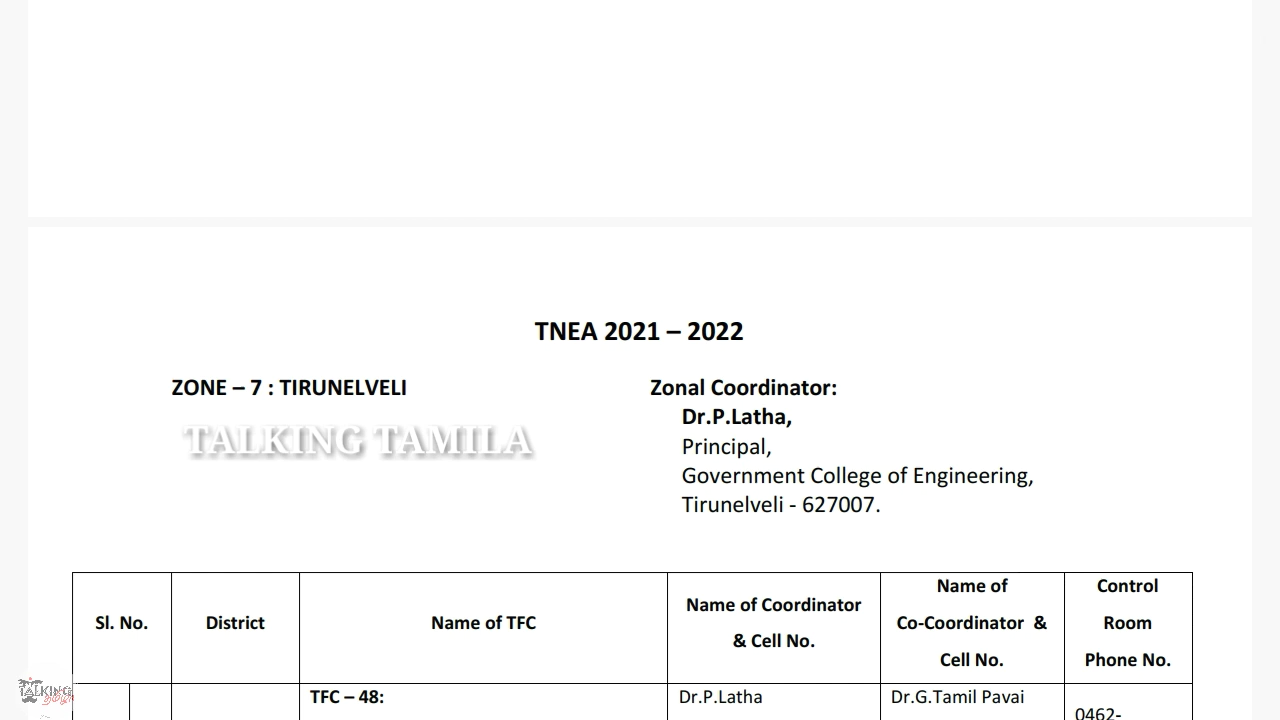 TNEA 2021 – 2022
ZONE – 7 : TIRUNELVELI
Zonal Coordinator:
Dr.P.Latha,
TALKING TAMILA
Principal,
Government College of Engineering,
Tirunelveli - 627007.
Sl. No.
District
Name of TFC
Name of Coordinator
& Cell No.
Name of
Co-Coordinator &
Cell No.
Control
Room
Phone No.
TFC – 48:
Dr.P.Latha
Dr.G.Tamil Pavai
0462-
TALKING